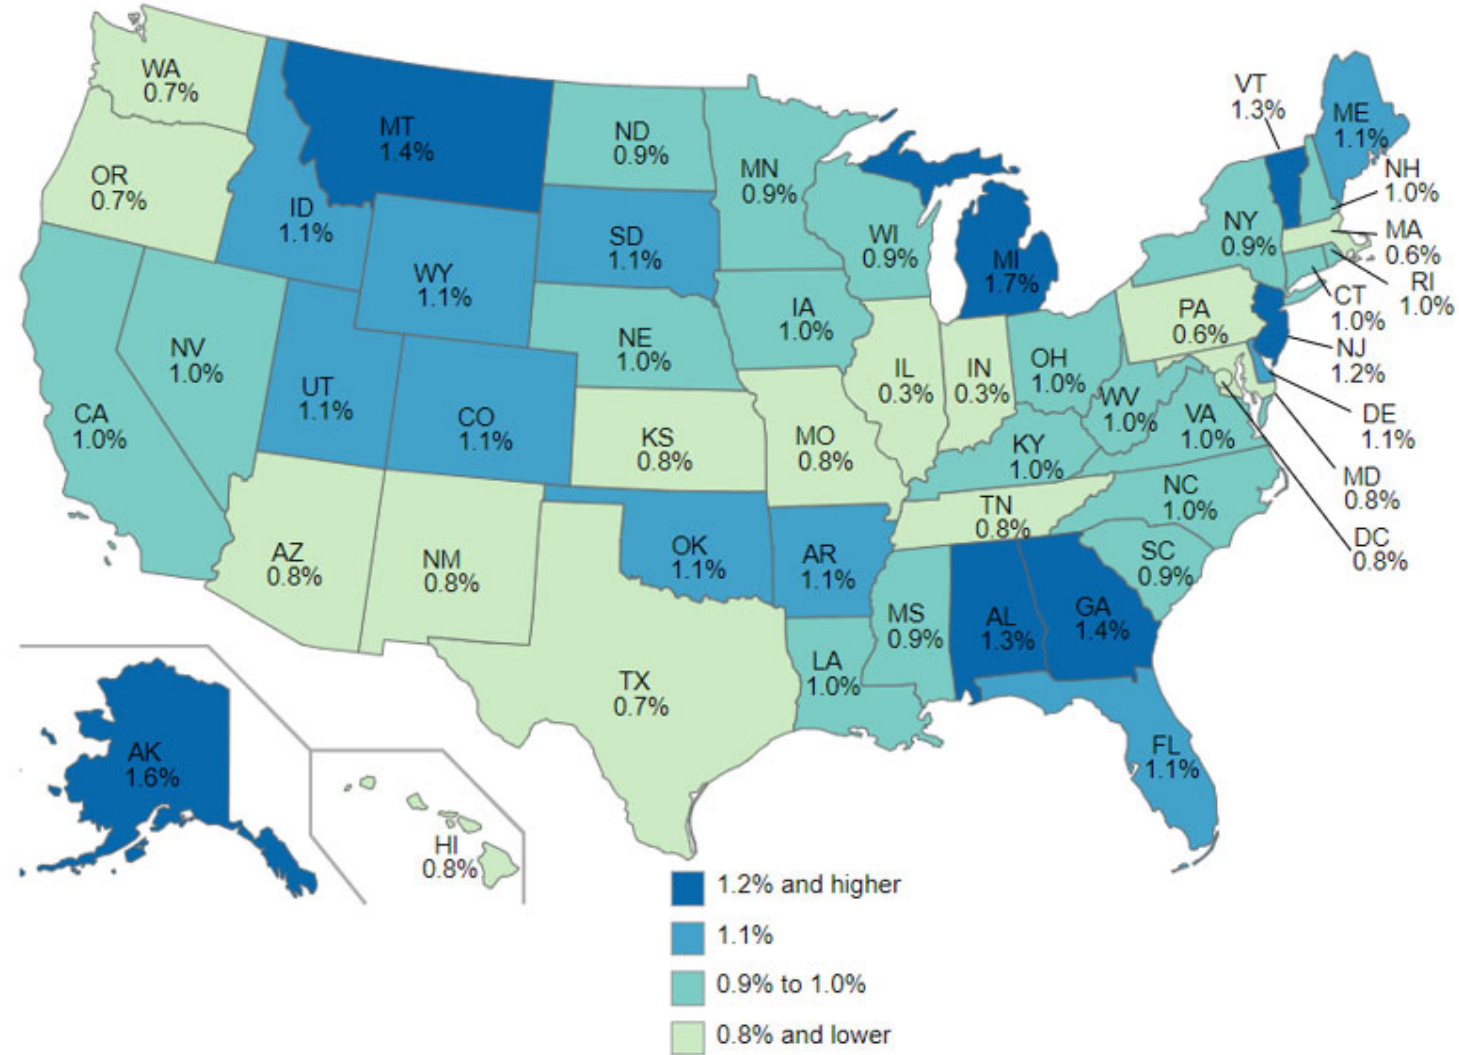 WA
0.7%
OR
0.7%
CA
1.0%
NV
1.0%
ID
1.1%
MT
1.4%
WY
1.1%
UT
1.1%
CO
1.1%
AZ
0.8%
NM
0.8%
ND
0.9%
SD
1.1%
NE
1.0%
KS
0.8%
OK
1.1%
TX
0.7%
MN
0.9%
IA
1.0%
MO
0.8%
AR
1.1%
LA
1.0%
WI
0.9%
IL
0.3%
MI
1.7%
IN
0.3%
OH
1.0%
KY
1.0%
TN
0.8%
MS
0.9%
AL
1.3%
GA
1.4%
FL
1.1%
SC
0.9%
NC
1.0%
VA
1.0%
WV
1.0%
PA
0.6%
NY
0.9%
VT
1.3%
ME
1.1%
NH
1.0%
MA
0.6%
RI
1.0%
CT
1.0%
NJ
1.2%
DE
1.1%
MD
0.8%
DC
0.8%
AK
1.6%
HI
0.8%
1.2% and higher
1.1%
0.9% to 1.0%
0.8% and lower